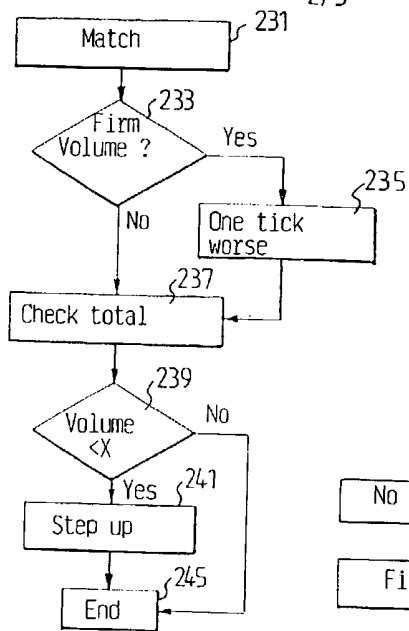 231
Match
233
Firm
Volume ?
Yes
235
No
One tick
worse
237
Check total
239
Volume
<X
No
Yes
241
Step up
No
245
End
Fi